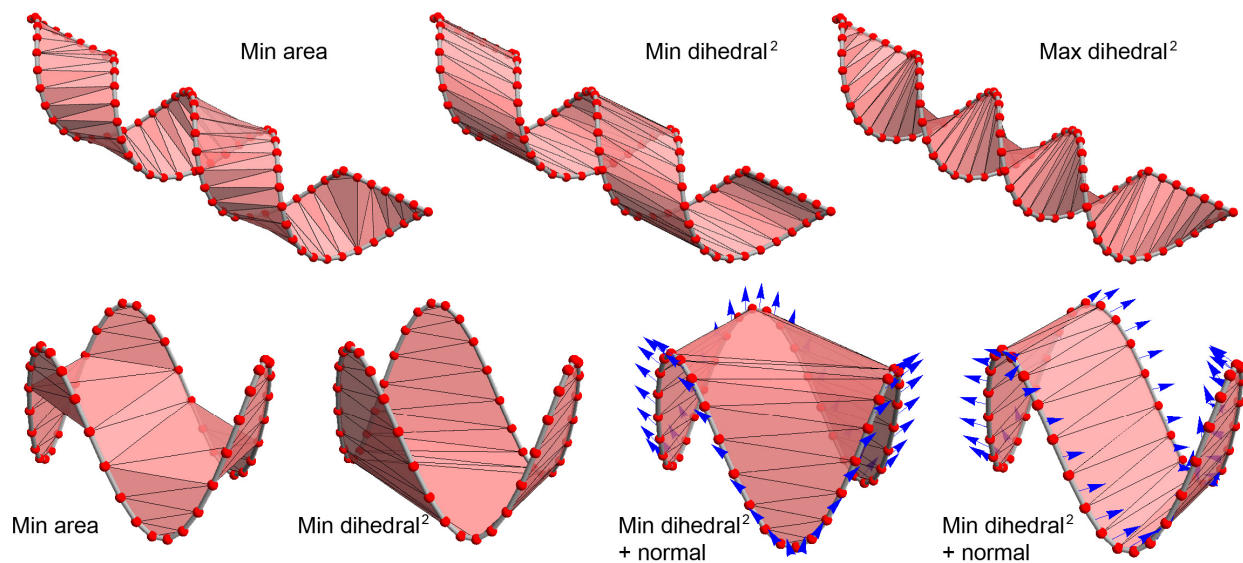 Min area
Min dihedral²
Max dihedral²
Min area
Min dihedral²
Min dihedral²
+ normal
Min dihedral²
+ normal